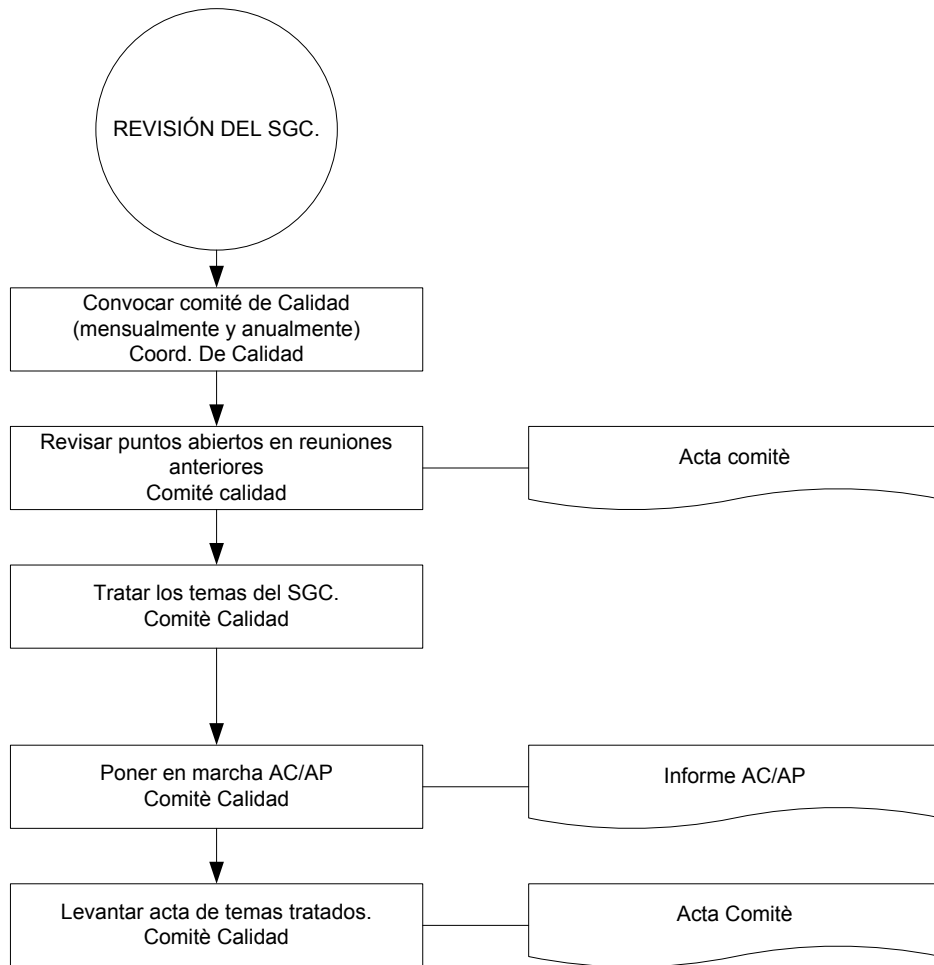 REVISIÓN DEL SGC.
Convocar comité de Calidad
(mensualmente y anualmente)
Coord. De Calidad
Revisar puntos abiertos en reuniones
anteriores
Comité calidad
Acta comitè
Tratar los temas del SGC.
Comitè Calidad
Poner en marcha AC/AP
Comitè Calidad
Informe AC/AP
Levantar acta de temas tratados.
Comitè Calidad
Acta Comitè